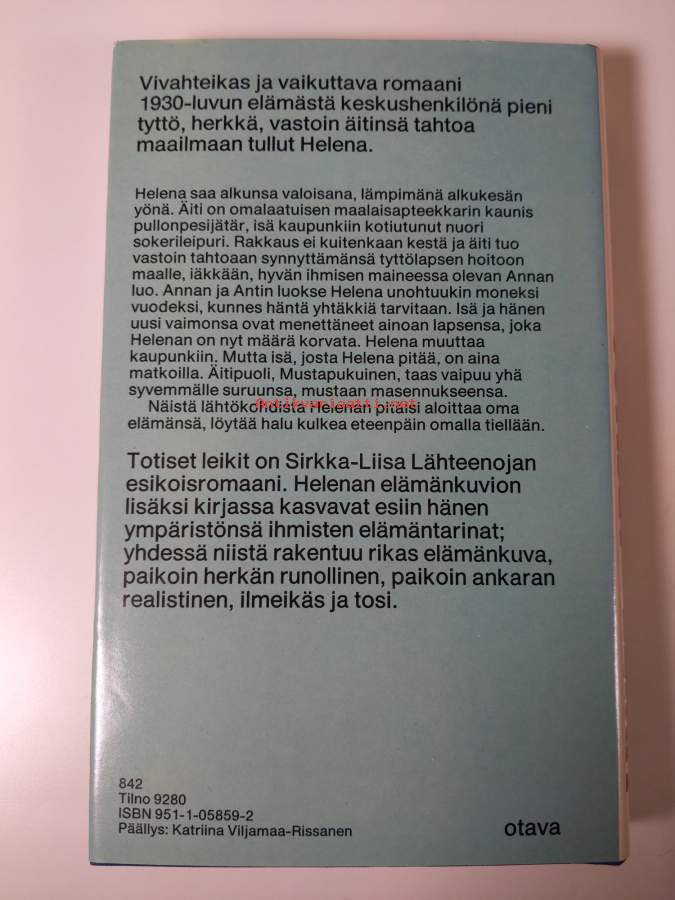 Vivahteikas ja vaikuttava romaani
1930-luvun elämästä keskushenkilönä pieni
tyttö, herkkä, vastoin äitinsä tahtoa
maailmaan tullut Helena.
Helena saa alkunsa valoisana, lämpimänä alkukesän
yönä. Äiti on omalaatuisen maalaisapteekkarin kaunis
pullonpesijätär, isä kaupunkiin kotiutunut nuori
sokerileipuri. Rakkaus ei kuitenkaan kestä ja äiti tuo
vastoin tahtoaan synnyttämänsä tyttölapsen hoitoon
maalle, iäkkään, hyvän ihmisen maineessa olevan Annan
luo. Annan ja Antin luokse Helena unohtuukin moneksi
vuodeksi, kunnes häntä yhtäkkiä tarvitaan. Isä ja hänen
uusi vaimonsa ovat menettäneet ainoan lapsensa, joka
Helenan on nyt määrä korvata. Helena muuttaa
kaupunkiin. Mutta isä, josta Helena pitää, on aina
matkoilla. Äitipuoli, Mustapukuinen, taas vaipuu yhä
syvemmälle suruunsa, mustaan masennukseensa.
Näistä lähtökohdista Helenan pitäisi aloittaa oma
elämänsä, löytää halu kulkea eteenpäin omalla tiellään.
Antikvariaatti.net
Totiset leikit on Sirkka-Liisa Lähteenojan
esikoisromaani. Helenan elämänkuvion
lisäksi kirjassa kasvavat esiin hänen
ympäristönsä ihmisten elämäntarinat;
yhdessä niistä rakentuu rikas elämänkuva,
paikoin herkän runollinen, paikoin ankaran
realistinen, ilmeikäs ja tosi.
842
Tilno 9280
ISBN 951-1-05859-2
Päällys: Katriina Viljamaa-Rissanen
otava